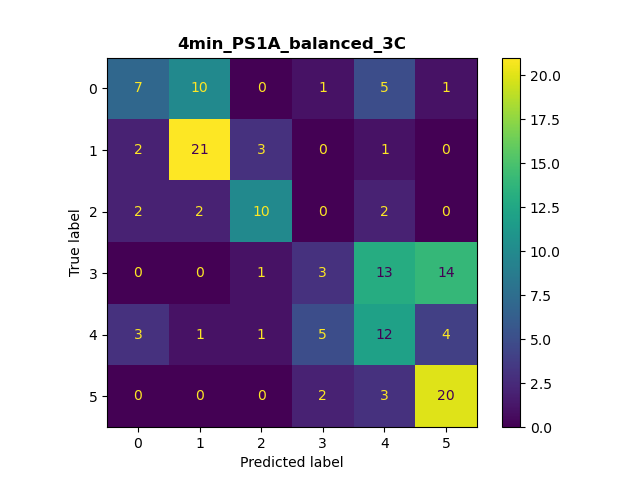 4min_PS1A_balanced_3C
0 7 10 0 1 5 1
1 2 21 3 0 1 0
2 2 2 10 0 2 0
3 0 0 1 3 13 14
4 3 1 1 5 12 4
5 0 0 0 2 3 20
0 1 2 3 4 5
True label
Predicted label
20.0
17.5
15.0
12.5
10.0
7.5
5.0
2.5
0.0